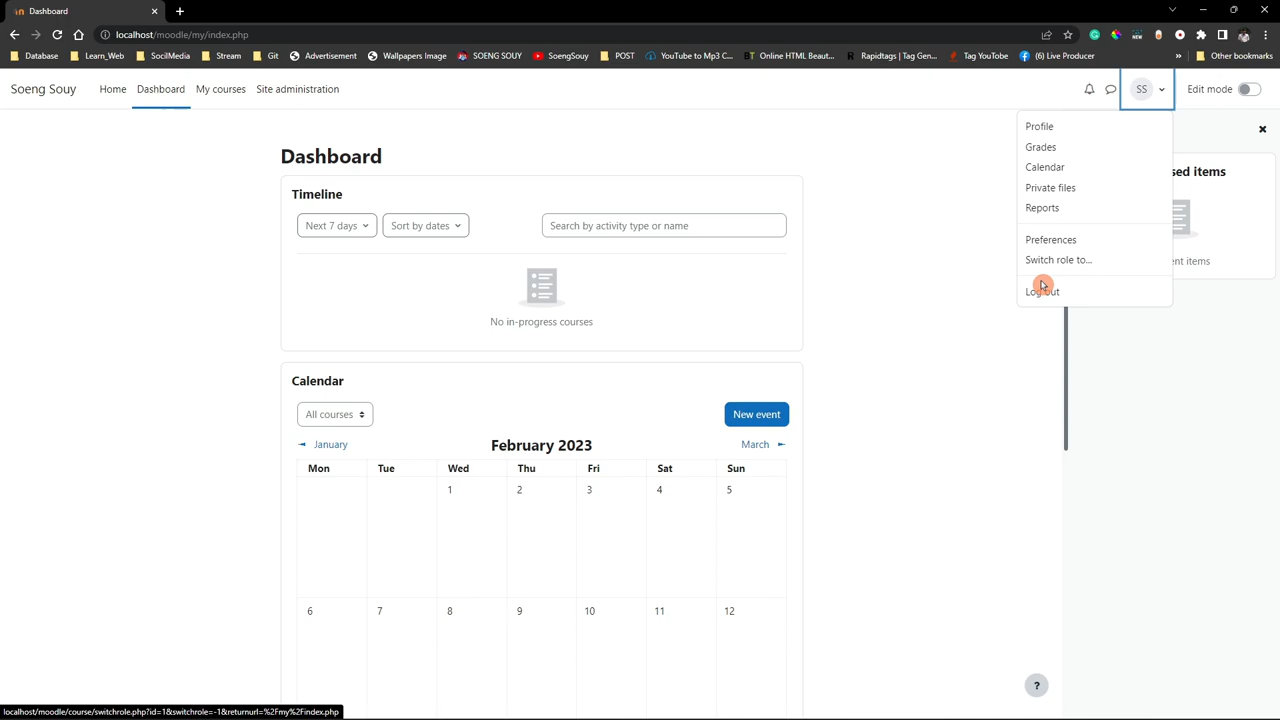 Dashboard
localhost/moodle/my/index.php
Database Learn_Web SocilMedia Stream Git Advertisement Wallpapers Image SOENG SOUY SoengSouy POST YouTube to Mp3 C... Online HTML Beaut... Rapidtags | Tag Gen... Tag YouTube (6) Live Producer » Other bookmarks
Soeng Souy Home Dashboard My courses Site administration SS Edit mode
Profile
Grades
Calendar
Private files
Reports
Preferences
Switch role to...
Log out
sed items
ent items
Dashboard
Timeline
Next 7 days Sort by dates Search by activity type or name
No in-progress courses
Calendar
All courses New event
January February 2023 March
Mon Tue Wed Thu Fri Sat Sun
1 2 3 4 5
6 7 8 9 10 11 12
?
localhost/moodle/course/switchrole.php?id=1&switchrole=-1&returnurl=%2Fmy%2Findex.php